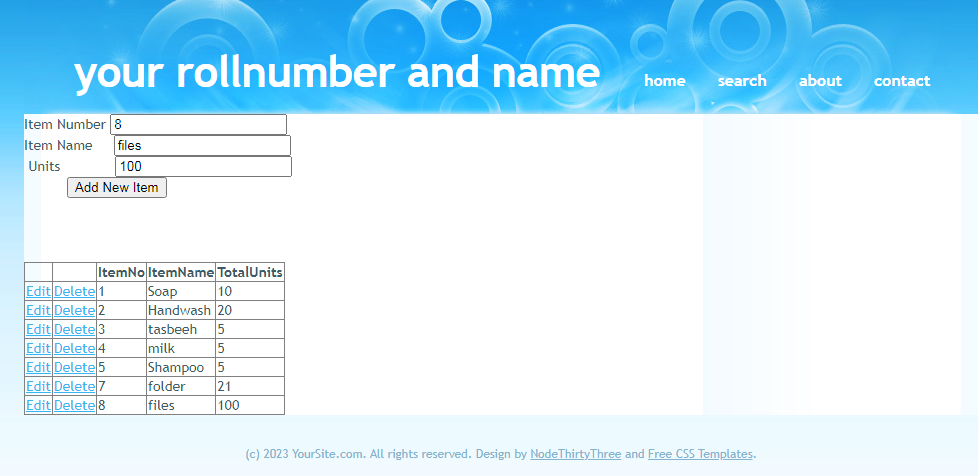 your rollnumber and name
home search about contact
Item Number 8
Item Name files
Units 100
Add New Item
ItemNo ItemName TotalUnits
Edit Delete 1 Soap 10
Edit Delete 2 Handwash 20
Edit Delete 3 tasbeeh 5
Edit Delete 4 milk 5
Edit Delete 5 Shampoo 5
Edit Delete 7 folder 21
Edit Delete 8 files 100
(c) 2023 YourSite.com. All rights reserved. Design by NodeThirtyThree and Free CSS Templates.